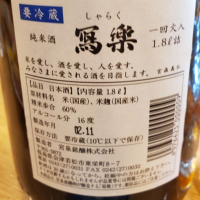 要冷蔵
しゃらく
純米酒
寫樂
一回火入
1.8ℓ詰
米を愛し、酒を愛し、人を愛す。
みなさまに愛される酒を目指します。
品目 日本酒 【内容量 1.8ℓ】
原材料名 米(国産)、米麹(国産米)
精米歩合 60%
アルコール分 16度
製造年月 02.11
保存方法 要冷蔵(10℃以下で保存)
宮泉銘醸株式会社